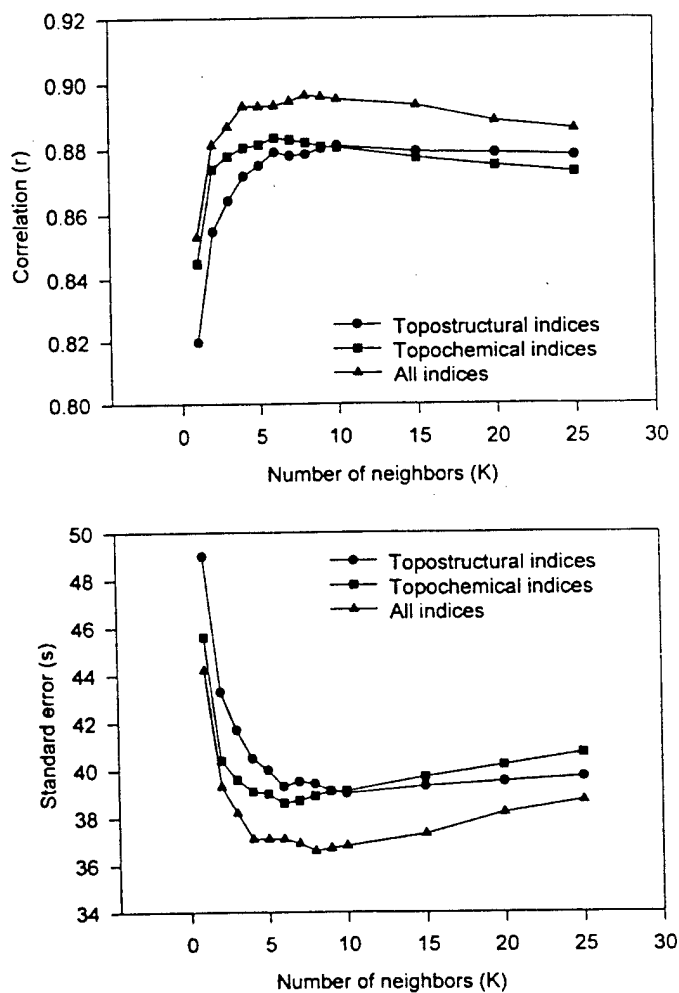 0.92
0.90
0.88
0.86
0.84
0.82
0.80
Correlation (r)
Topostructural indices
Topochemical indices
All indices
0 5 10 15 20 25 30
Number of neighbors (K)
50
48
46
44
42
40
38
36
34
Standard error (s)
Topostructural indices
Topochemical indices
All indices
0 5 10 15 20 25 30
Number of neighbors (K)